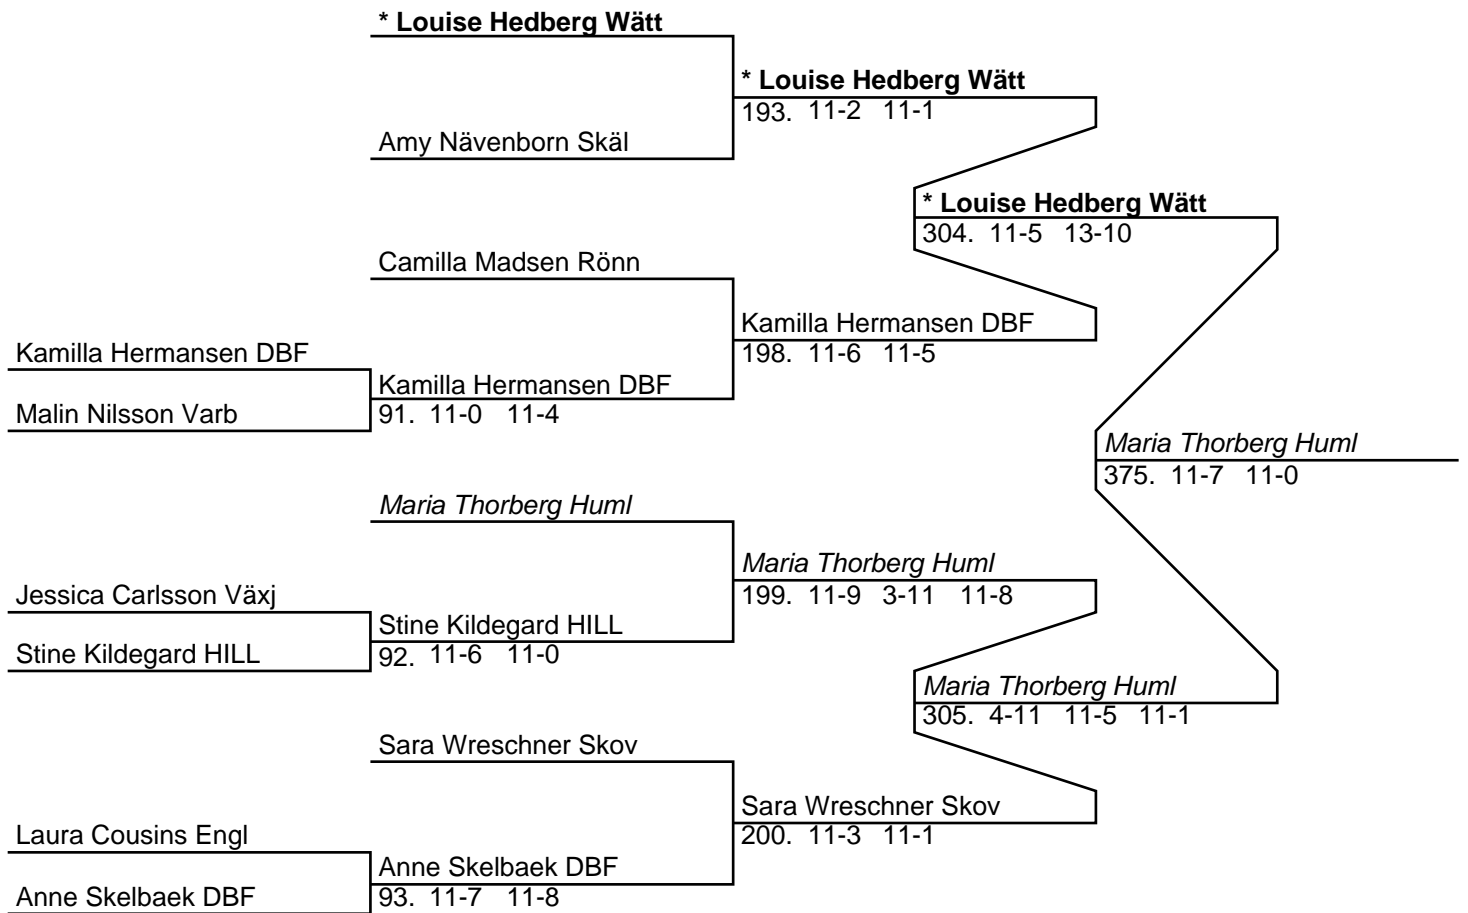 * Louise Hedberg Wätt
* Louise Hedberg Wätt
193. 11-2 11-1
Amy Nävenborn Skäl
* Louise Hedberg Wätt
304. 11-5 13-10
Camilla Madsen Rönn
Kamilla Hermansen DBF
198. 11-6 11-5
Kamilla Hermansen DBF
Kamilla Hermansen DBF
Malin Nilsson Varb
91. 11-0 11-4
Maria Thorberg Huml
375. 11-7 11-0
Maria Thorberg Huml
Maria Thorberg Huml
199. 11-9 3-11 11-8
Jessica Carlsson Växj
Stine Kildegard HILL
Stine Kildegard HILL
92. 11-6 11-0
Maria Thorberg Huml
305. 4-11 11-5 11-1
Sara Wreschner Skov
Sara Wreschner Skov
200. 11-3 11-1
Laura Cousins Engl
Anne Skelbaek DBF
Anne Skelbaek DBF
93. 11-7 11-8